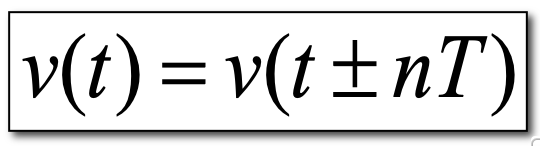 v(t) = v(t ± nT)